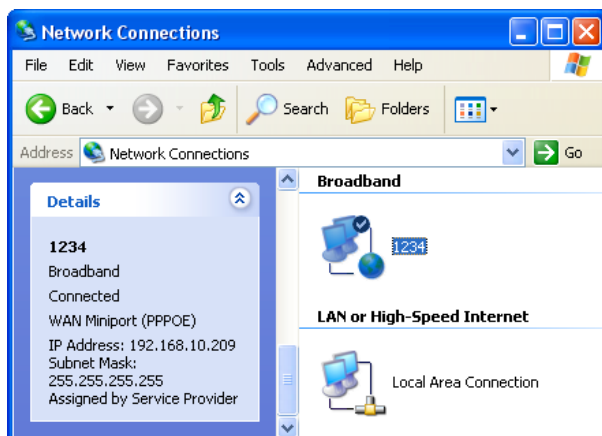 Network Connections
File Edit View Favorites Tools Advanced Help
Back Search Folders
Address Network Connections Go
Details
1234
Broadband
Connected
WAN Miniport (PPPOE)
IP Address: 192.168.10.209
Subnet Mask:
255.255.255.255
Assigned by Service Provider
Broadband
1234
LAN or High-Speed Internet
Local Area Connection